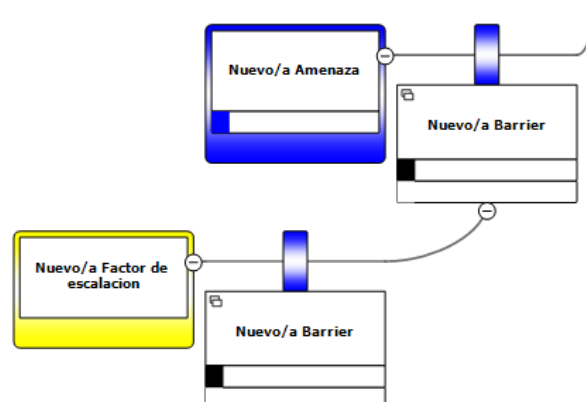 Nuevo/a Amenaza
Nuevo/a Barrier
Nuevo/a Factor de
escalacion
Nuevo/a Barrier